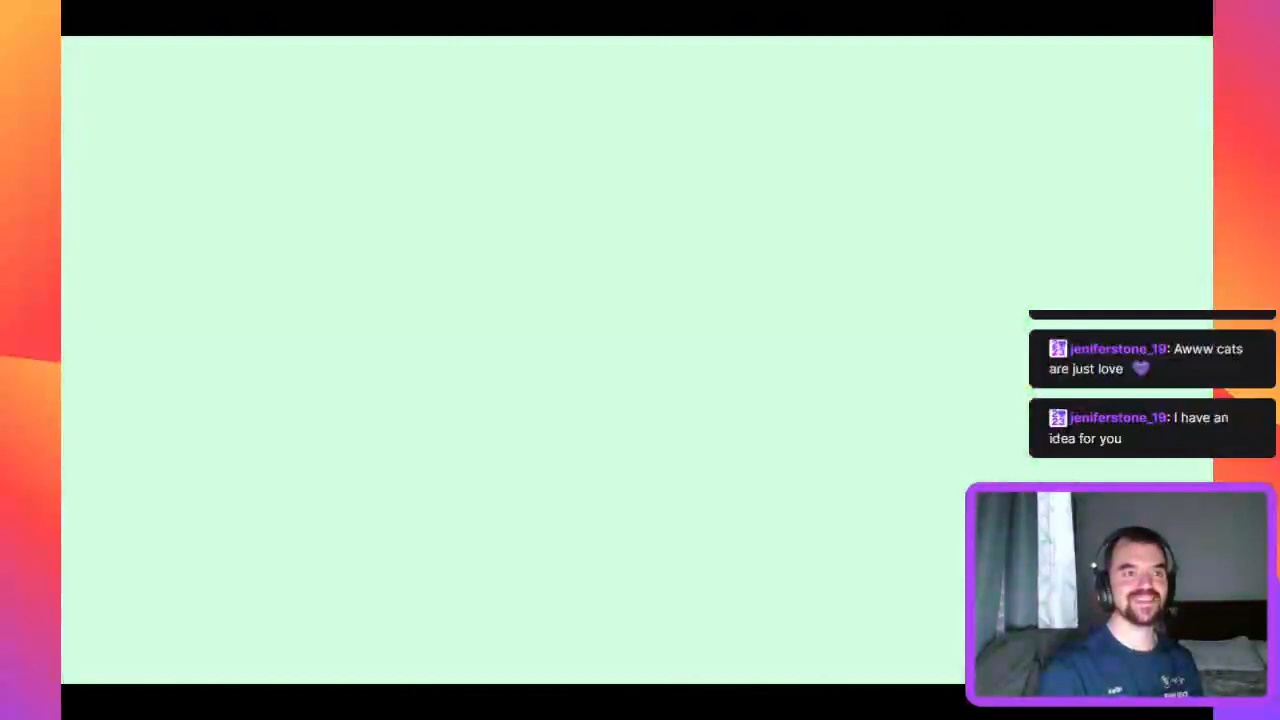 jeniferstone_19: Awww cats
are just love 💜
jeniferstone_19: I have an
idea for you